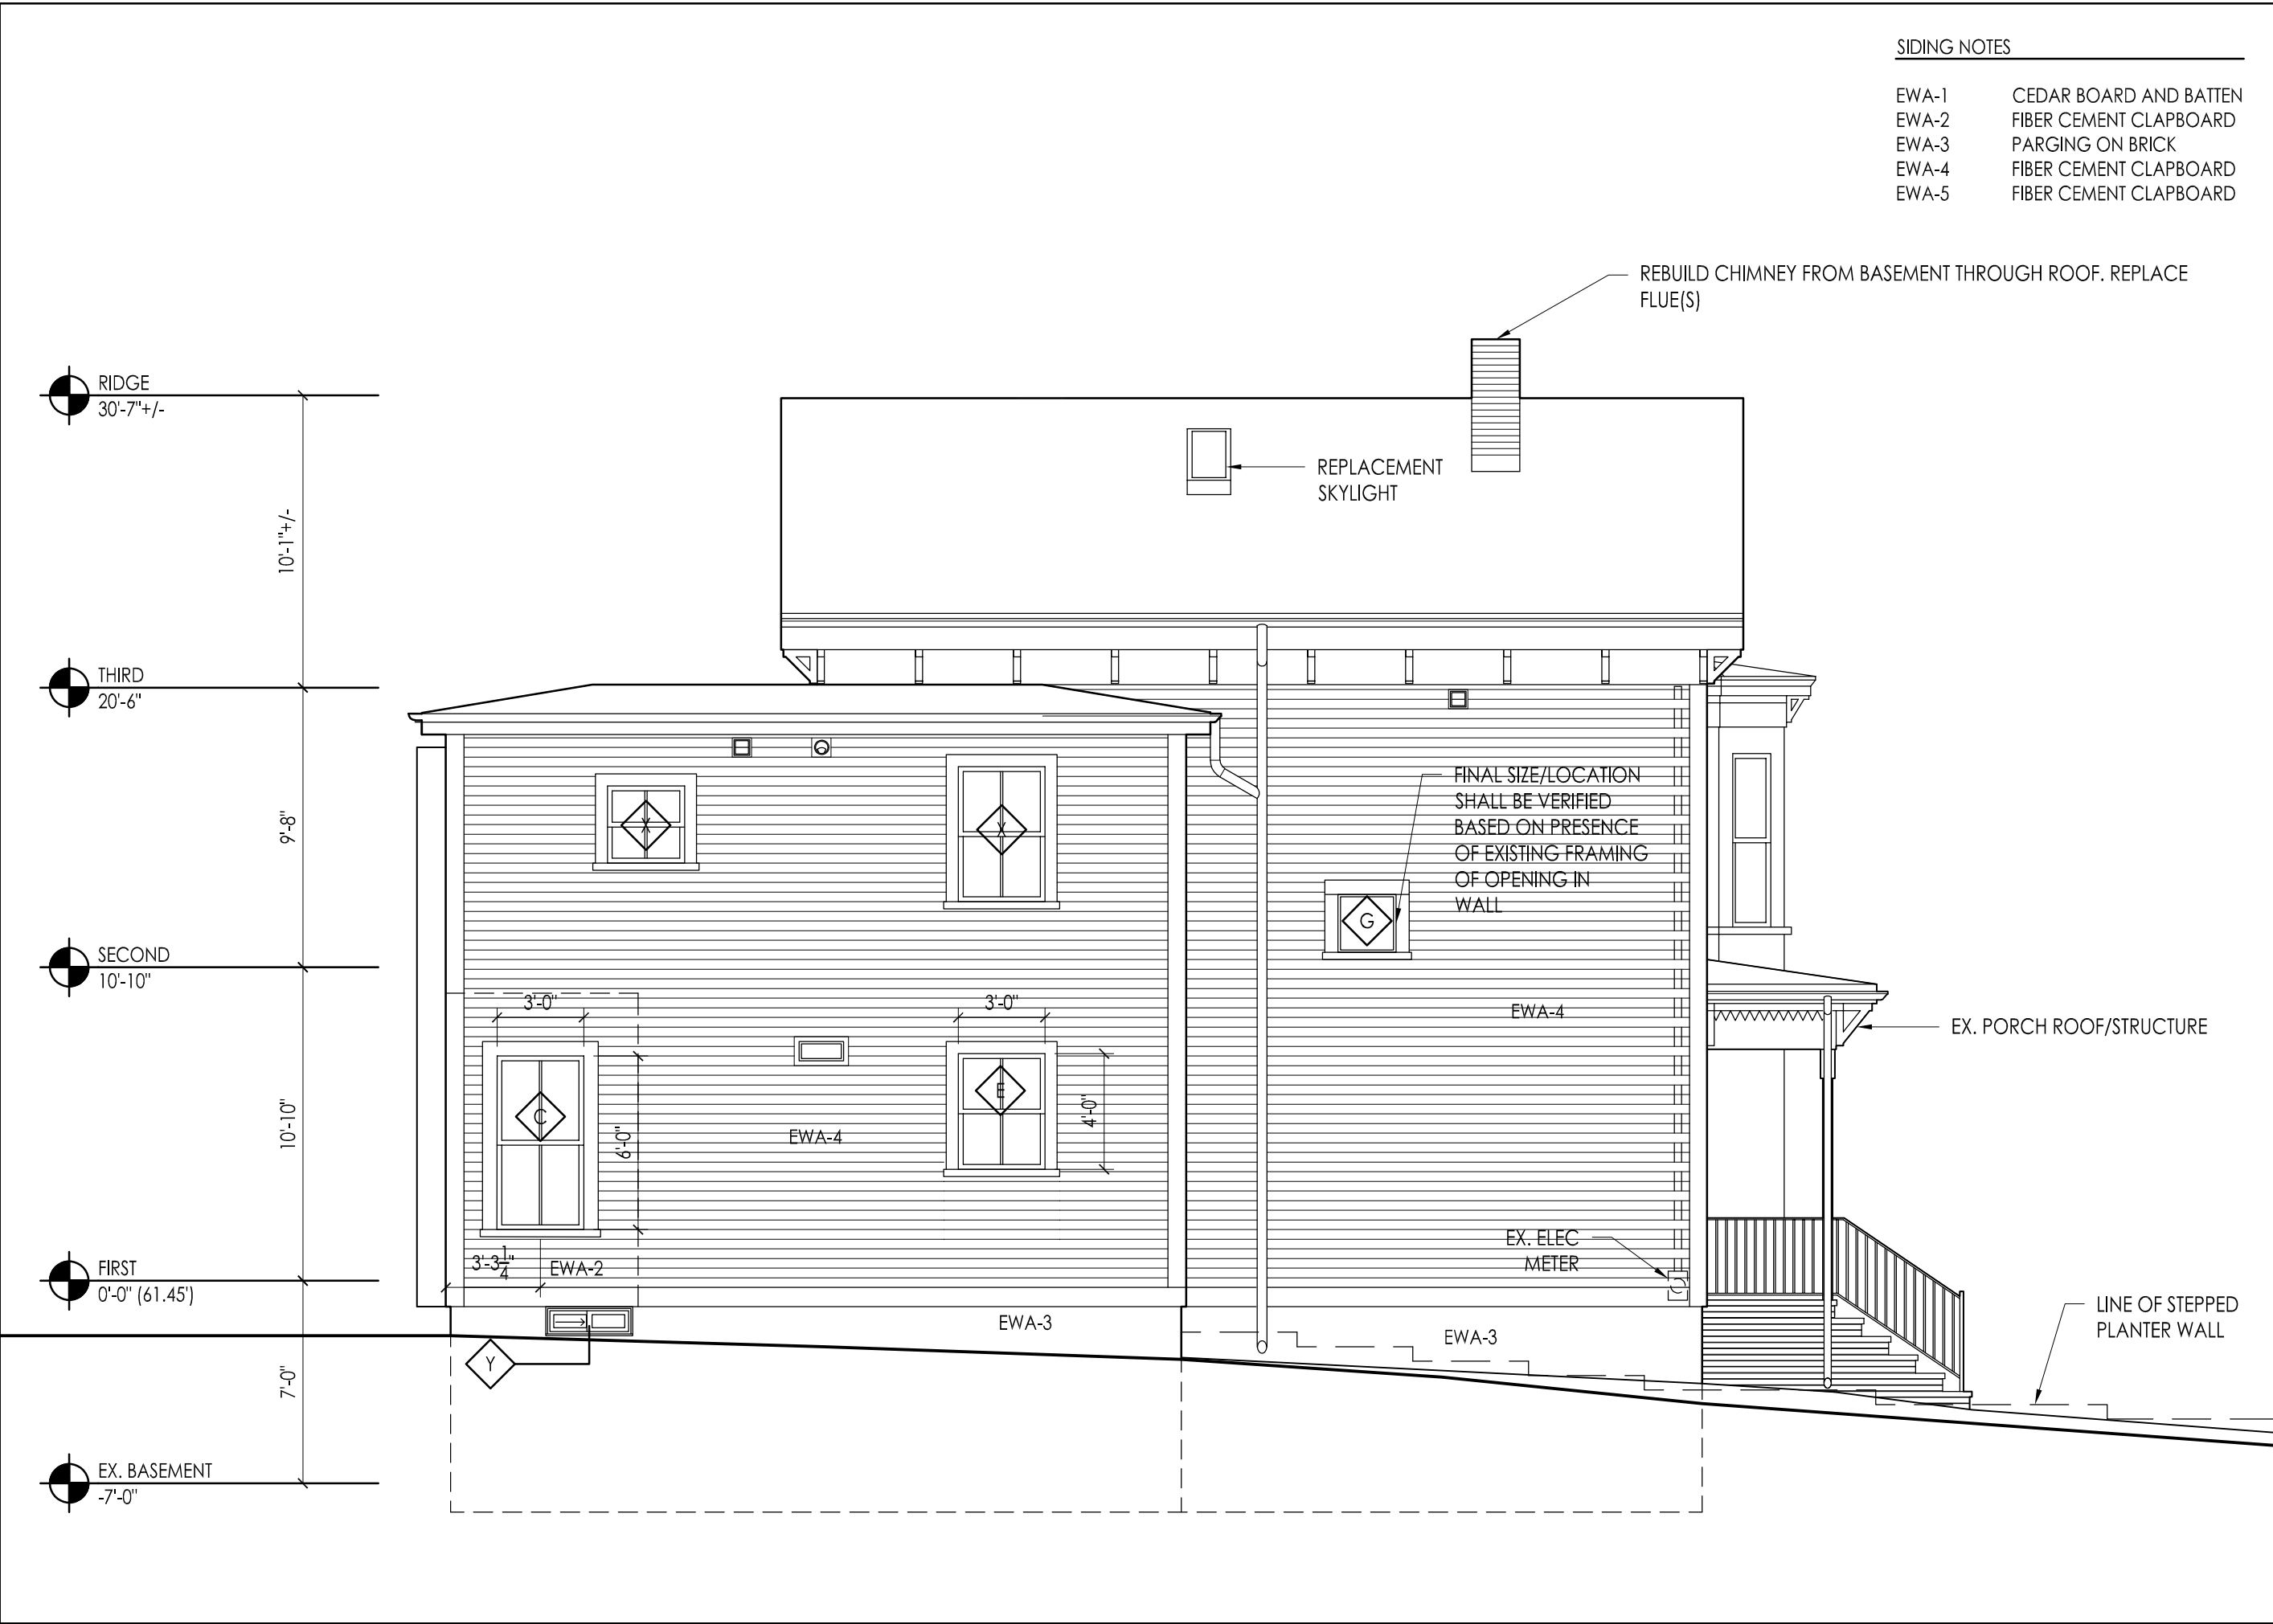 SIDING NOTES
EWA-1 CEDAR BOARD AND BATTEN
EWA-2 FIBER CEMENT CLAPBOARD
EWA-3 PARGING ON BRICK
EWA-4 FIBER CEMENT CLAPBOARD
EWA-5 FIBER CEMENT CLAPBOARD
REBUILD CHIMNEY FROM BASEMENT THROUGH ROOF. REPLACE
FLUE(S)
RIDGE
30'-7"+/-
10'-1"+/-
REPLACEMENT
SKYLIGHT
THIRD
20'-6"
9'-8"
X
X
FINAL SIZE/LOCATION
SHALL BE VERIFIED
BASED ON PRESENCE
OF EXISTING FRAMING
OF OPENING IN
WALL
G
SECOND
10'-10"
3'-0"
3'-0"
EWA-4
EX. PORCH ROOF/STRUCTURE
10'-10"
C
6'-0"
EWA-4
E
4'-0"
EX. ELEC
METER
3'-3 1/4"
EWA-2
FIRST
0'-0" (61.45')
EWA-3
EWA-3
LINE OF STEPPED
PLANTER WALL
Y
7'-0"
EX. BASEMENT
-7'-0"